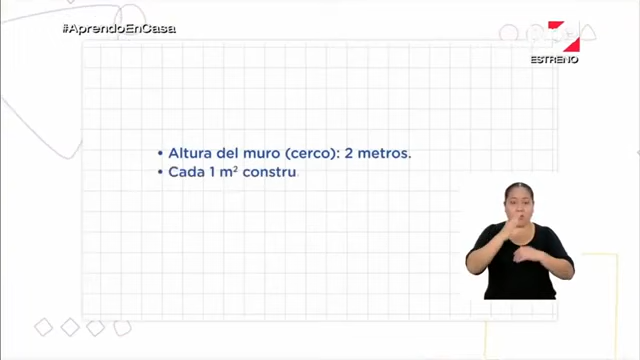 #AprendoEnCasa
ESTRENO
• Altura del muro (cerco): 2 metros.
• Cada 1 m² constru